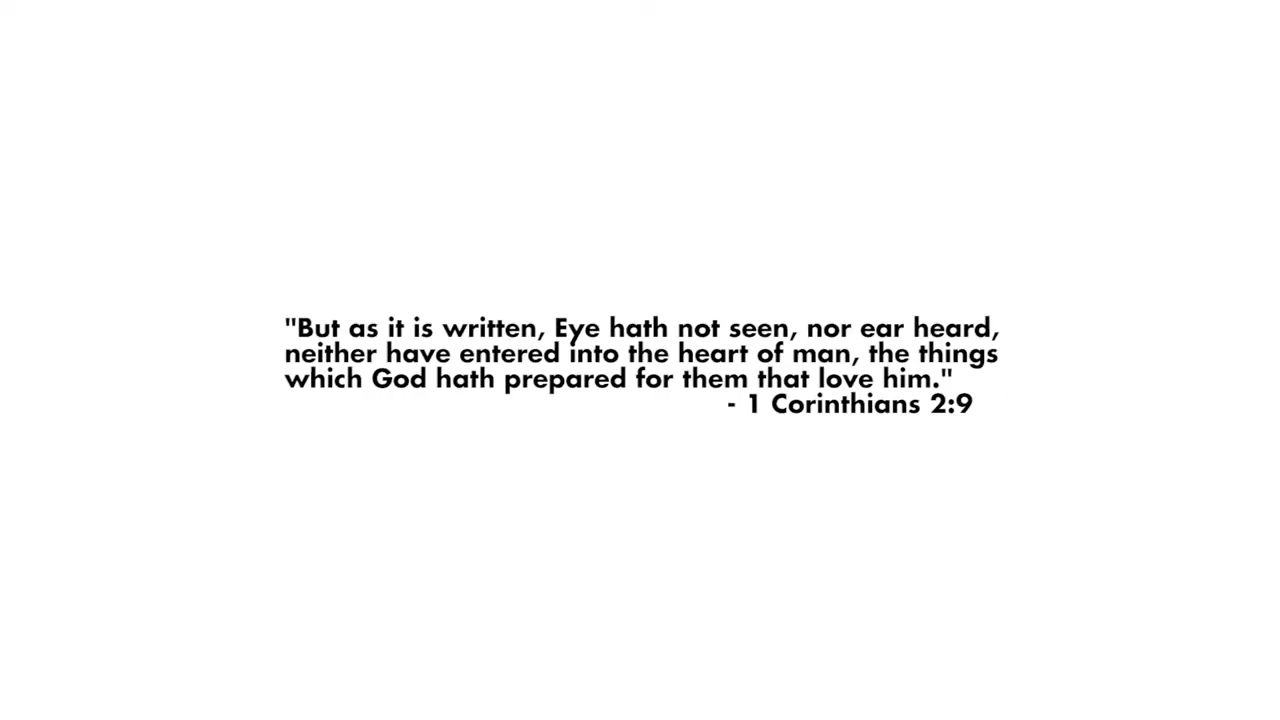 "But as it is written, Eye hath not seen, nor ear heard,
neither have entered into the heart of man, the things
which God hath prepared for them that love him."
- 1 Corinthians 2:9